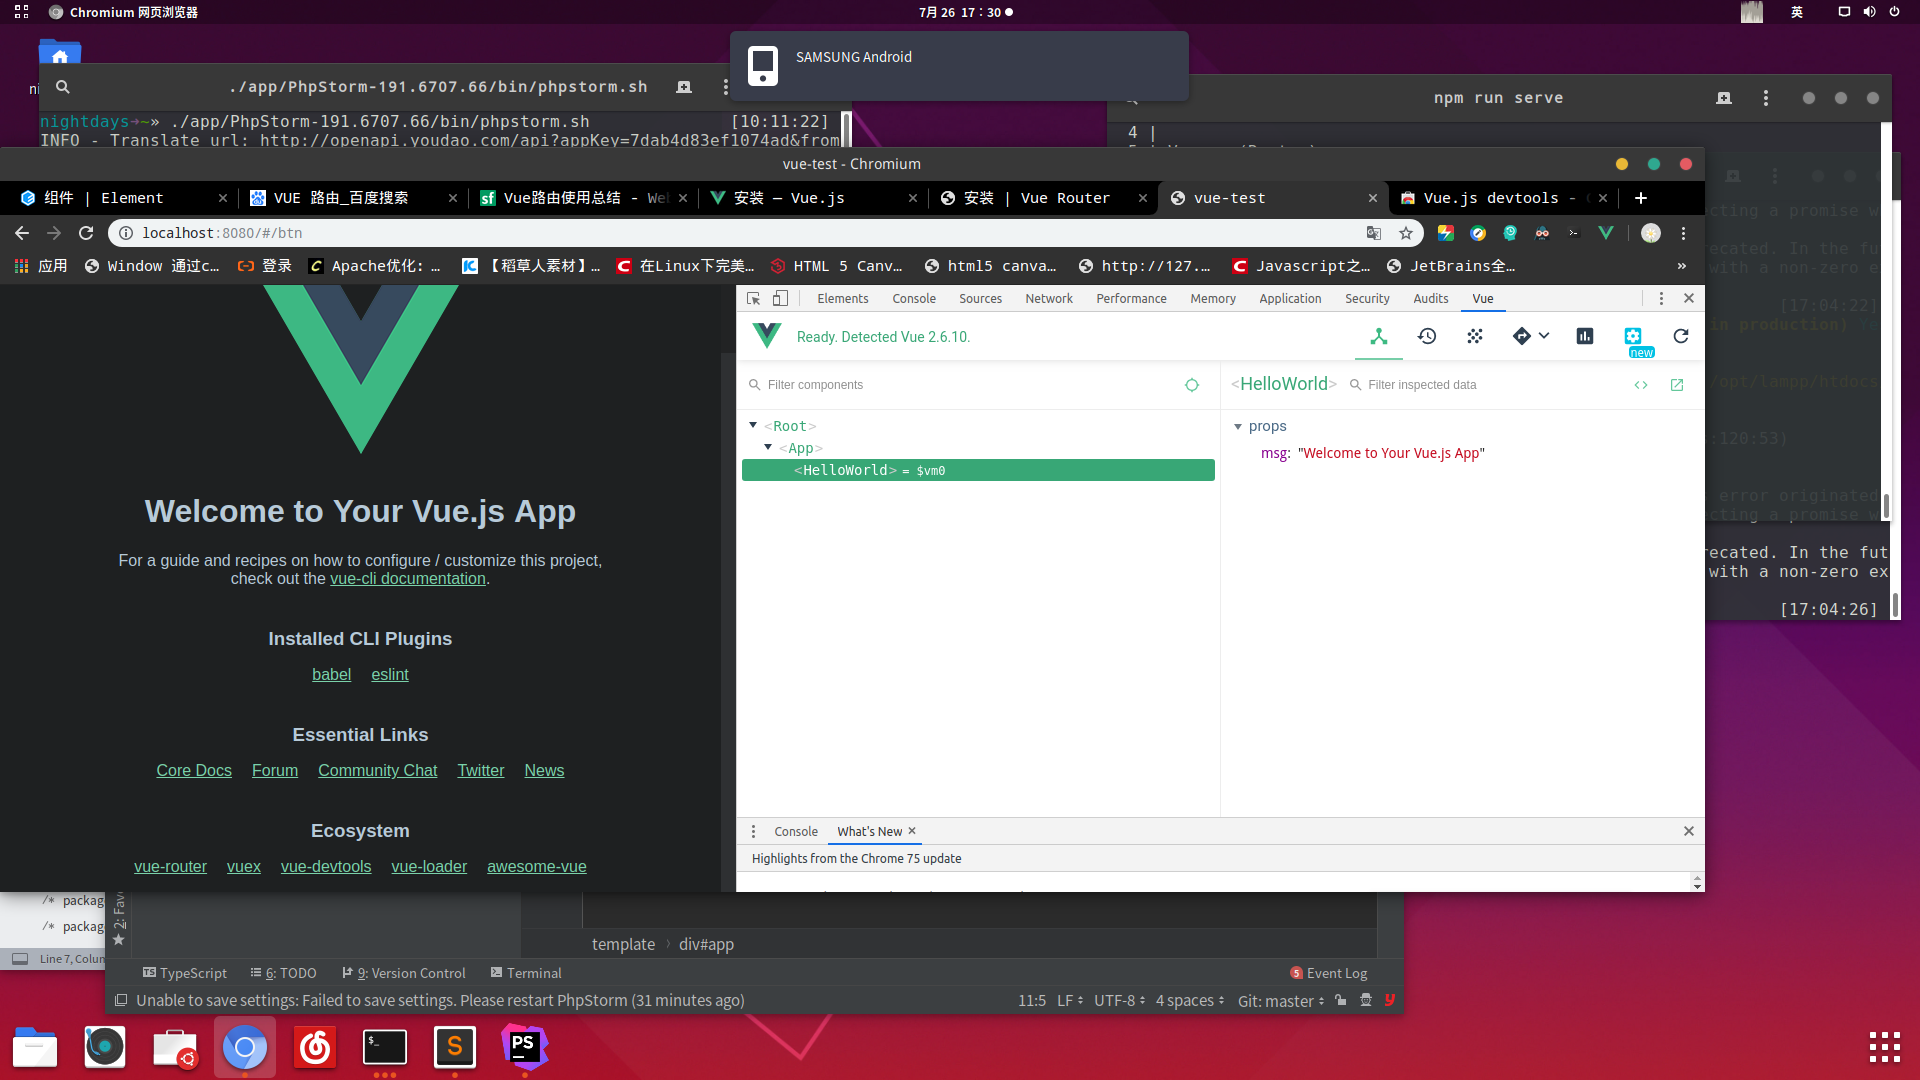 Chromium 网页浏览器
7月 26 17：30
英
SAMSUNG Android
./app/PhpStorm-191.6707.66/bin/phpstorm.sh
nightdays→~» ./app/PhpStorm-191.6707.66/bin/phpstorm.sh [10:11:22]
INFO - Translate url: http://openapi.youdao.com/api?appKey=7dab4d83ef1074ad&from
npm run serve
4 |
vue-test - Chromium
组件 | Element
VUE 路由_百度搜索
Vue路由使用总结 - We
安装 — Vue.js
安装 | Vue Router
vue-test
Vue.js devtools -
localhost:8080/#/btn
应用
Window 通过c…
登录
Apache优化: …
【稻草人素材】…
在Linux下完美…
HTML 5 Canv…
html5 canva…
http://127.…
Javascript之…
JetBrains全…
»
Elements Console Sources Network Performance Memory Application Security Audits Vue
Ready. Detected Vue 2.6.10.
new
Filter components
<HelloWorld> Filter inspected data
<Root>
<App>
<HelloWorld> = $vm0
props
msg: "Welcome to Your Vue.js App"
Welcome to Your Vue.js App
For a guide and recipes on how to configure / customize this project,
check out the vue-cli documentation.
Installed CLI Plugins
babel eslint
Essential Links
Core Docs Forum Community Chat Twitter News
Ecosystem
vue-router vuex vue-devtools vue-loader awesome-vue
Console What's New
Highlights from the Chrome 75 update
cting a promise w
recated. In the fu
with a non-zero e
[17:04:22]
in production)
/opt/lampp/htdocs
:120:53)
error originated
cting a promise w
recated. In the fut
with a non-zero ex
[17:04:26]
/* packag
/* packag
Line 7, Colun
2: Favo
template › div#app
TypeScript 6: TODO 9: Version Control Terminal 5 Event Log
Unable to save settings: Failed to save settings. Please restart PhpStorm (31 minutes ago) 11:5 LF UTF-8 4 spaces Git: master
$_
S
PS